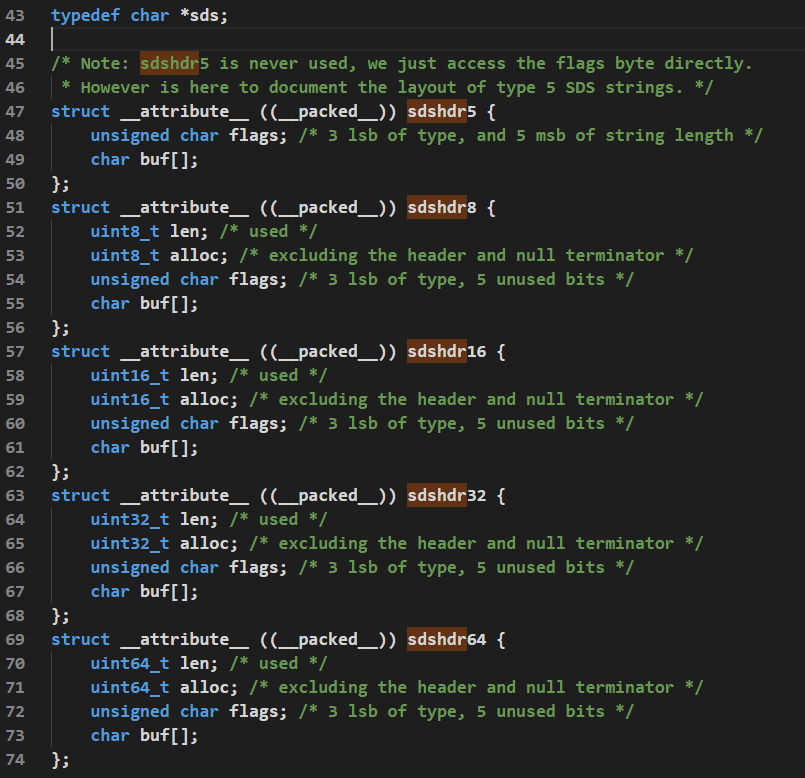 43 typedef char *sds;
44
45 /* Note: sdshdr5 is never used, we just access the flags byte directly.
46  * However is here to document the layout of type 5 SDS strings. */
47 struct __attribute__ ((__packed__)) sdshdr5 {
48     unsigned char flags; /* 3 lsb of type, and 5 msb of string length */
49     char buf[];
50 };
51 struct __attribute__ ((__packed__)) sdshdr8 {
52     uint8_t len; /* used */
53     uint8_t alloc; /* excluding the header and null terminator */
54     unsigned char flags; /* 3 lsb of type, 5 unused bits */
55     char buf[];
56 };
57 struct __attribute__ ((__packed__)) sdshdr16 {
58     uint16_t len; /* used */
59     uint16_t alloc; /* excluding the header and null terminator */
60     unsigned char flags; /* 3 lsb of type, 5 unused bits */
61     char buf[];
62 };
63 struct __attribute__ ((__packed__)) sdshdr32 {
64     uint32_t len; /* used */
65     uint32_t alloc; /* excluding the header and null terminator */
66     unsigned char flags; /* 3 lsb of type, 5 unused bits */
67     char buf[];
68 };
69 struct __attribute__ ((__packed__)) sdshdr64 {
70     uint64_t len; /* used */
71     uint64_t alloc; /* excluding the header and null terminator */
72     unsigned char flags; /* 3 lsb of type, 5 unused bits */
73     char buf[];
74 };